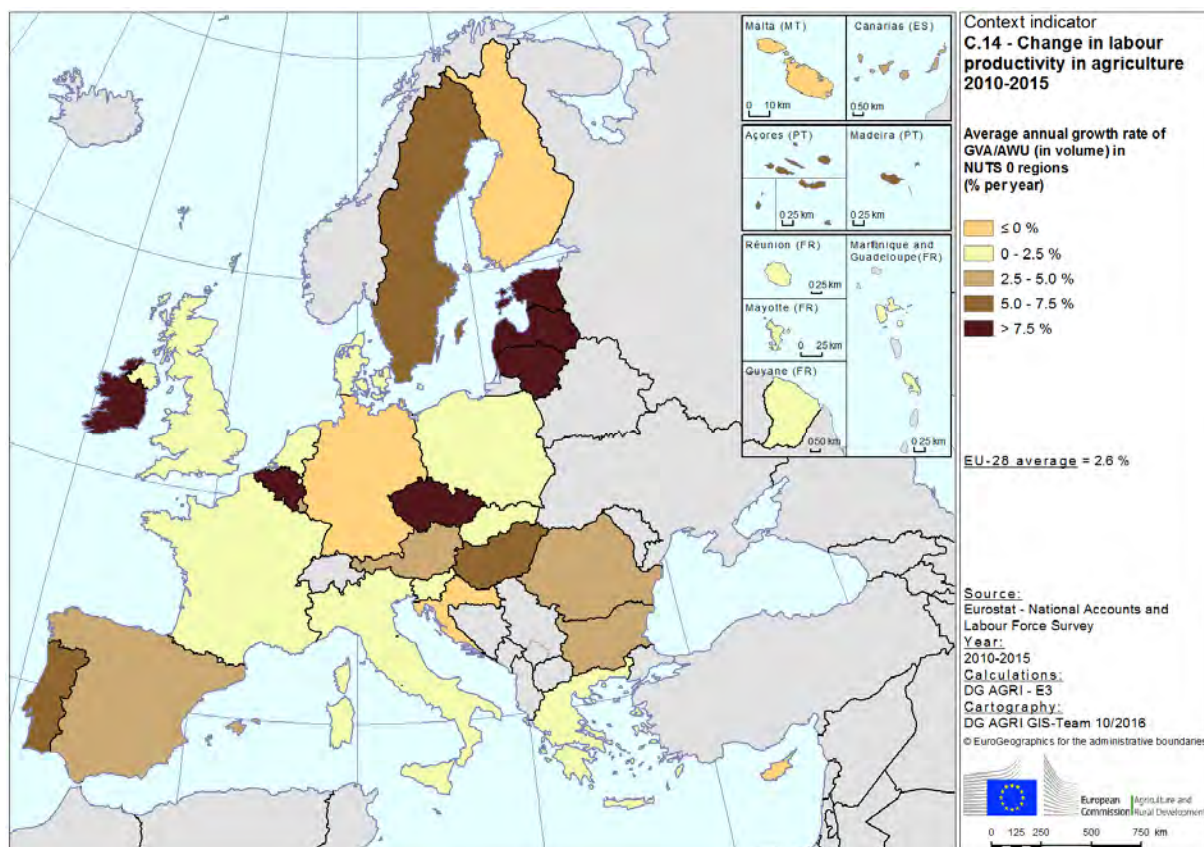 Malta (MT)
0 10 km
Canarias (ES)
0 50 km
Açores (PT)
0 25 km
0 25 km
Madeira (PT)
0 25 km
Réunion (FR)
0 25 km
Martinique and
Guadeloupe (FR)
0 25 km
Mayotte (FR)
0 25 km
Guyane (FR)
0 50 km
Context indicator
C.14 - Change in labour
productivity in agriculture
2010-2015
Average annual growth rate of
GVA/AWU (in volume) in
NUTS 0 regions
(% per year)
≤ 0 %
0 - 2.5 %
2.5 - 5.0 %
5.0 - 7.5 %
> 7.5 %
EU-28 average = 2.6 %
Source:
Eurostat - National Accounts and
Labour Force Survey
Year:
2010-2015
Calculations:
DG AGRI - E3
Cartography:
DG AGRI GIS-Team 10/2016
© EuroGeographics for the administrative boundaries
European
Commission
Agriculture and
Rural Development
0 125 250 500 750 km